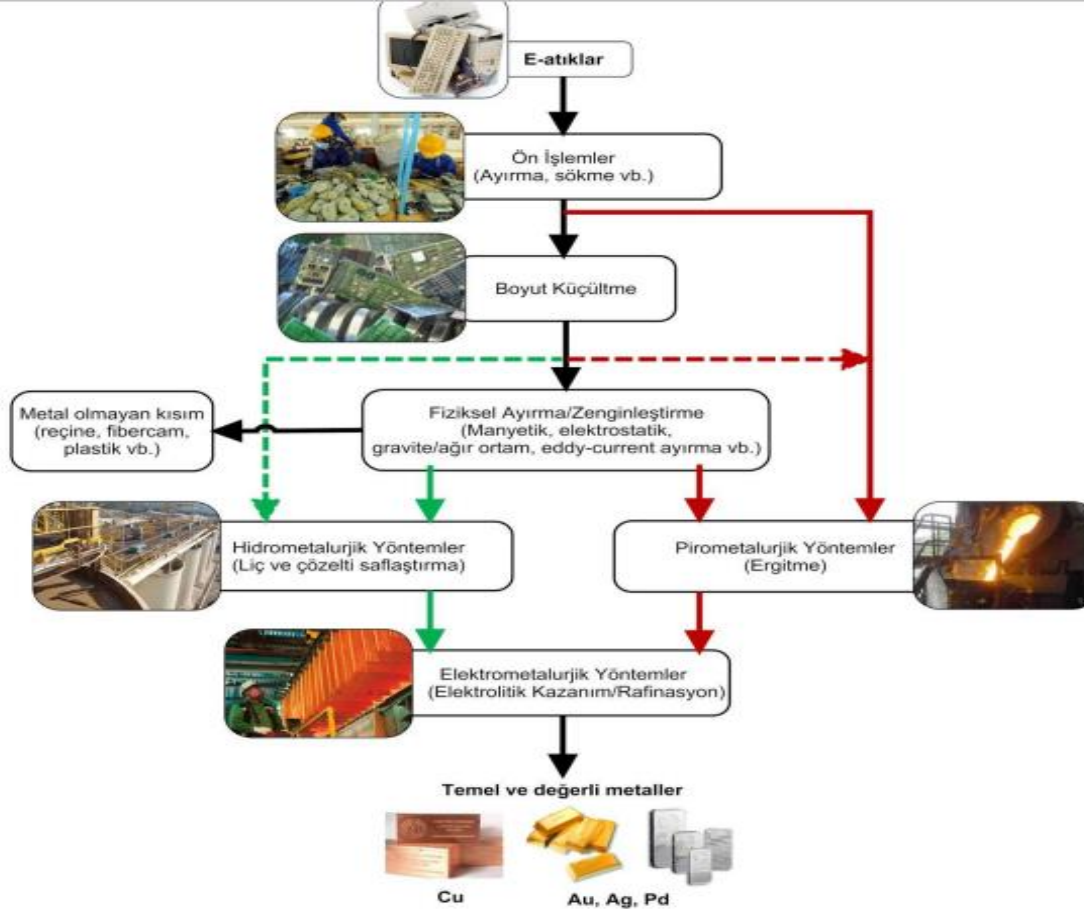 E-atıklar
Ön İşlemler
(Ayırma, sökme vb.)
Boyut Küçültme
Metal olmayan kısım
(reçine, fibercam,
plastik vb.)
Fiziksel Ayırma/Zenginleştirme
(Manyetik, elektrostatik,
gravite/ağır ortam, eddy-current ayırma vb.)
Hidrometalurjik Yöntemler
(Liç ve çözelti saflaştırma)
Pirometalurjik Yöntemler
(Ergitme)
Elektrometalurjik Yöntemler
(Elektrolitik Kazanım/Rafinasyon)
Temel ve değerli metaller
Cu
Au, Ag, Pd